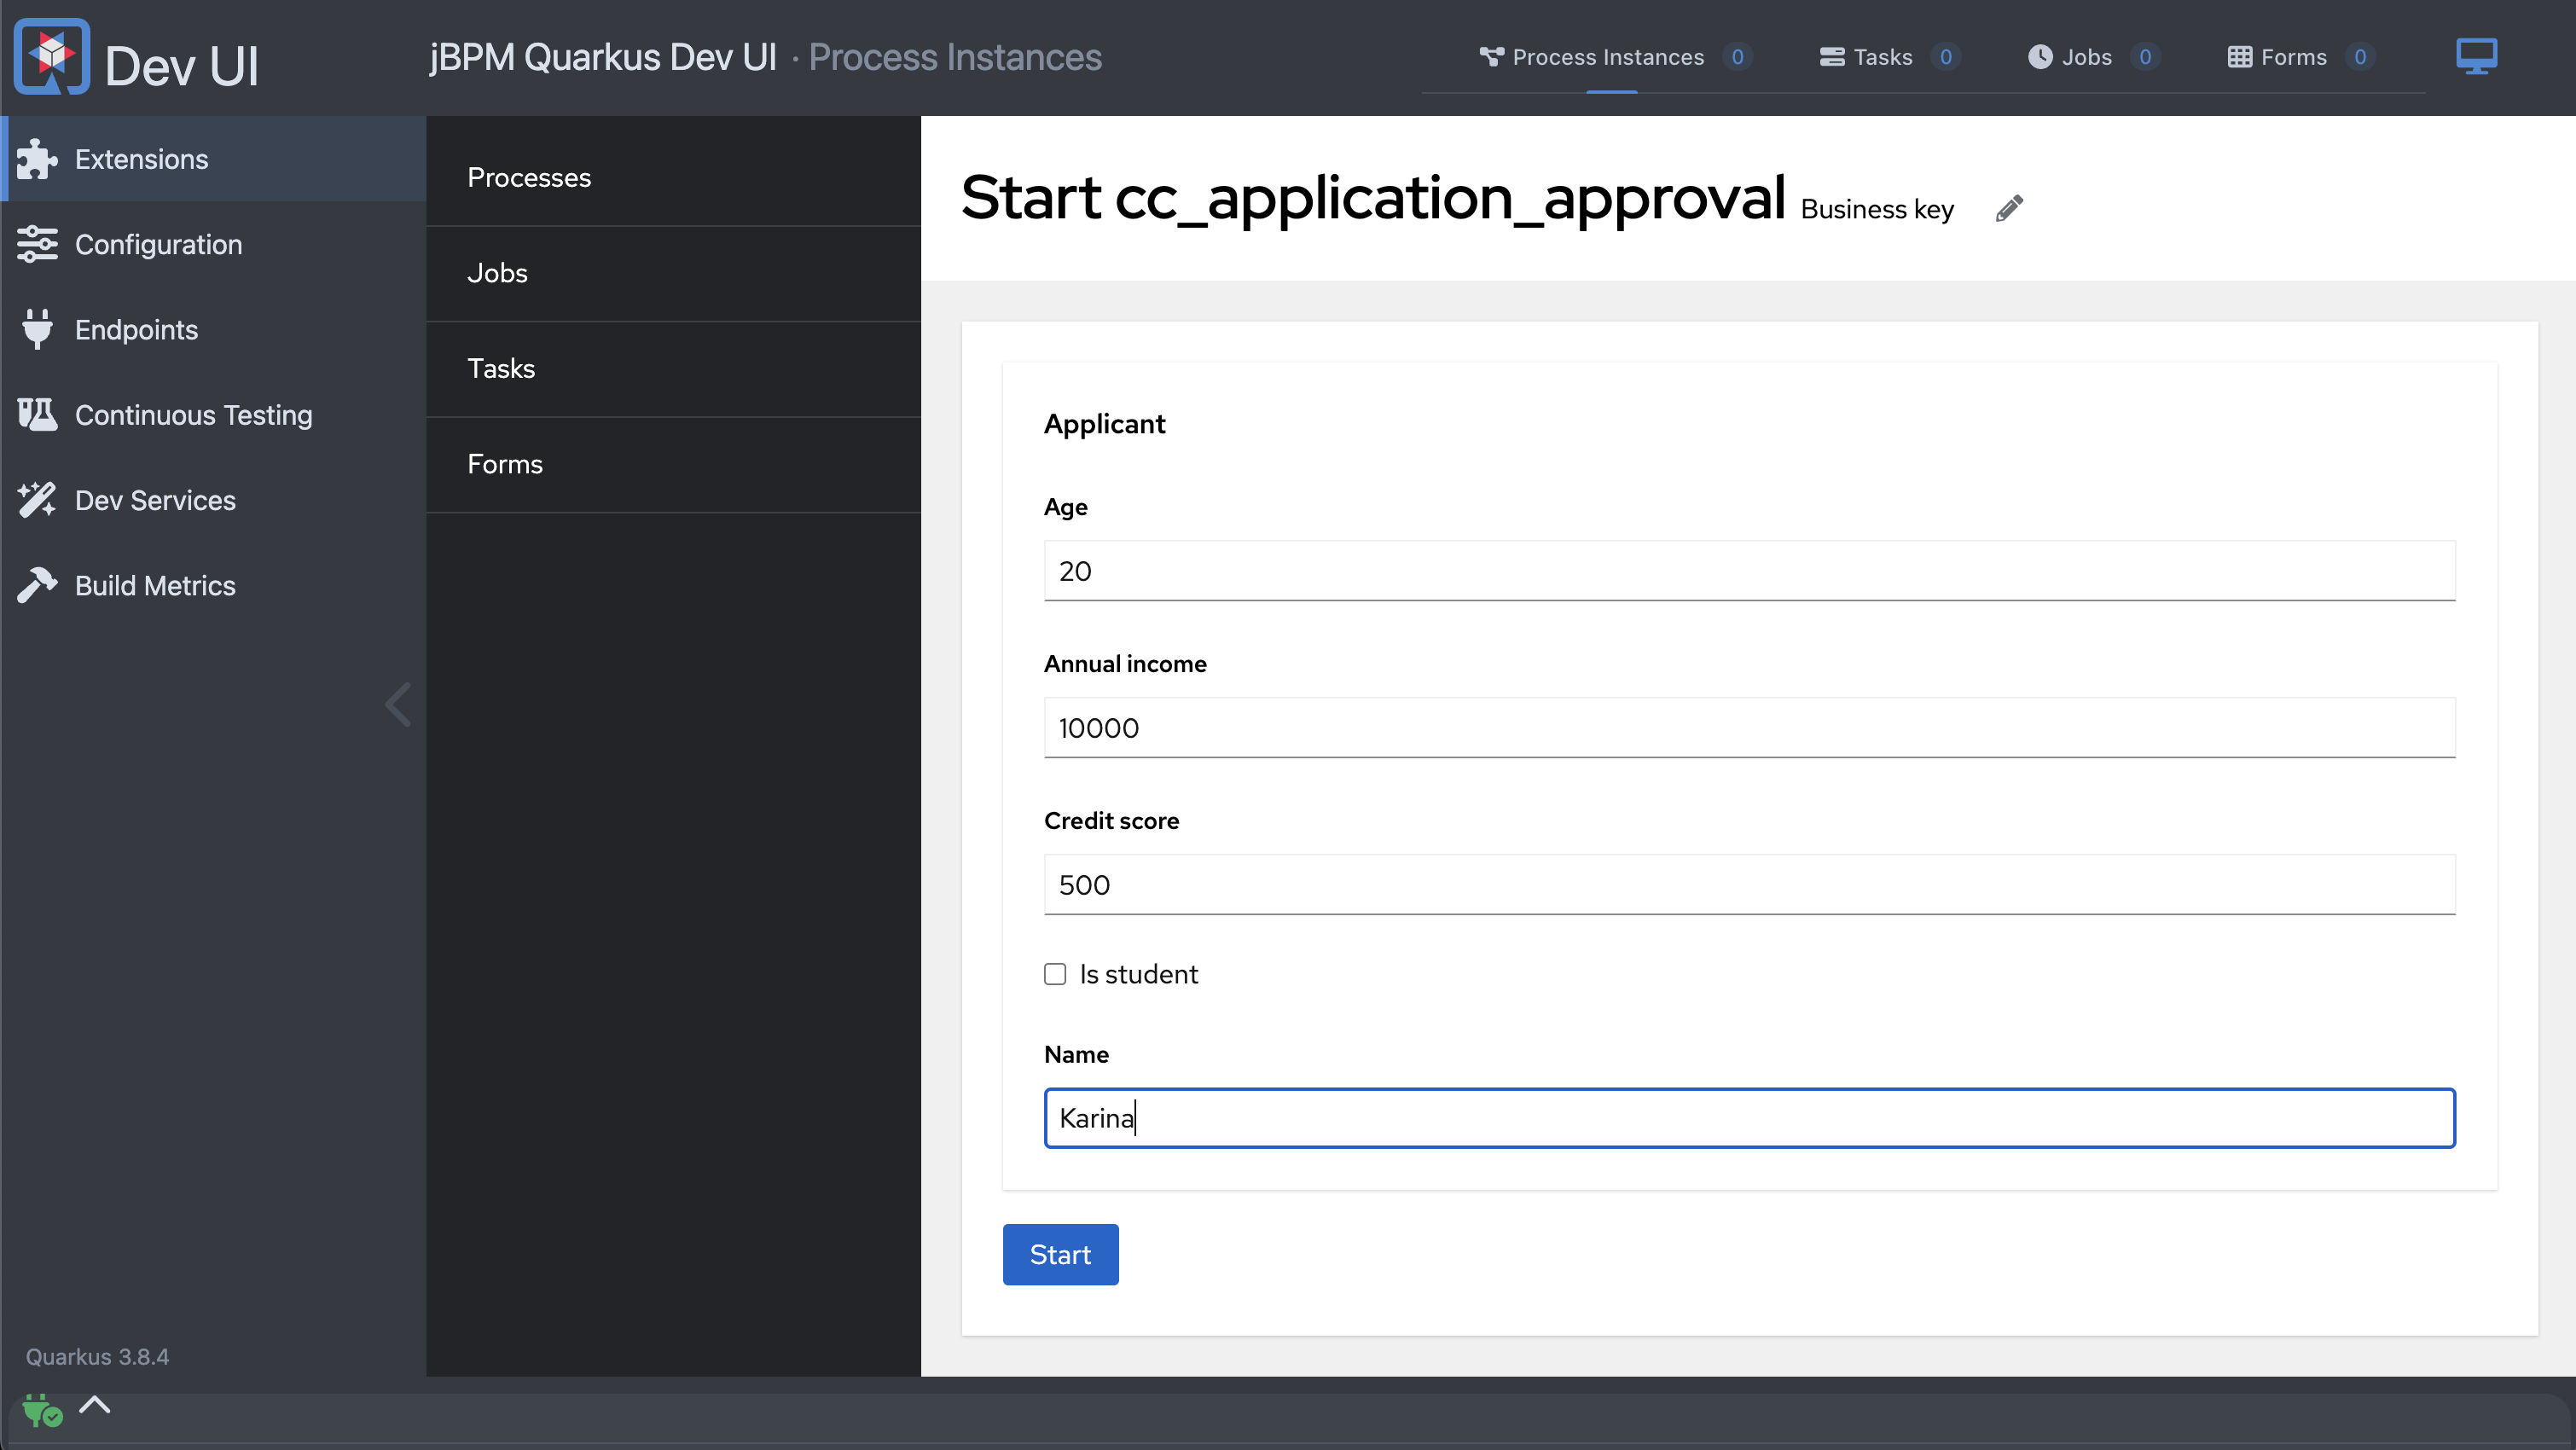 Dev UI
jBPM Quarkus Dev UI · Process Instances
Process Instances 0
Tasks 0
Jobs 0
Forms 0
Extensions
Configuration
Endpoints
Continuous Testing
Dev Services
Build Metrics
Quarkus 3.8.4
Processes
Jobs
Tasks
Forms
Start cc_application_approval Business key
Applicant
Age
20
Annual income
10000
Credit score
500
Is student
Name
Karina
Start